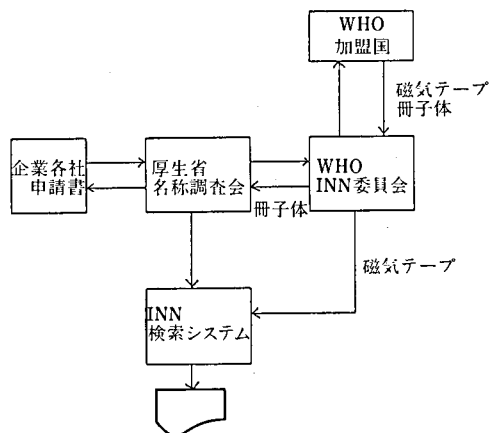 WHO
加盟国
磁気テープ
冊子体
企業各社
申請書
厚生省
名称調査会
WHO
INN委員会
冊子体
磁気テープ
INN
検索システム